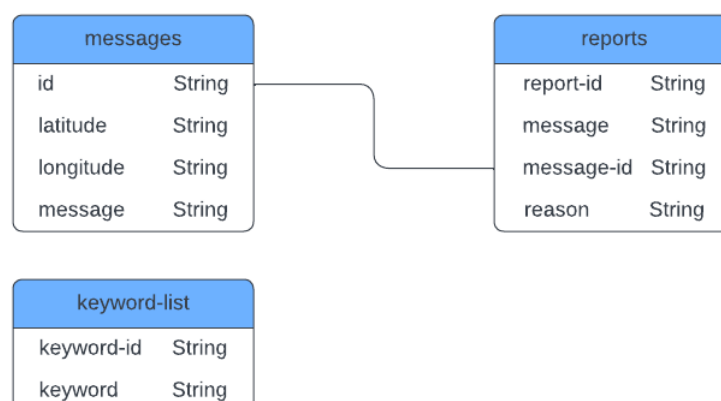 messages
id String
latitude String
longitude String
message String
reports
report-id String
message String
message-id String
reason String
keyword-list
keyword-id String
keyword String